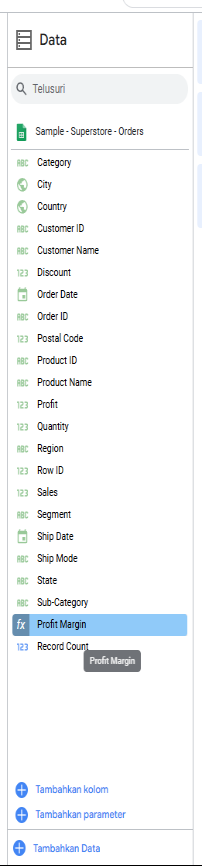 Data
Telusuri
Sample - Superstore - Orders
ABC Category
City
Country
ABC Customer ID
ABC Customer Name
123 Discount
Order Date
ABC Order ID
123 Postal Code
ABC Product ID
ABC Product Name
123 Profit
123 Quantity
ABC Region
123 Row ID
123 Sales
ABC Segment
Ship Date
ABC Ship Mode
ABC State
ABC Sub-Category
fx Profit Margin
123 Record Count
Profit Margin
Tambahkan kolom
Tambahkan parameter
Tambahkan Data